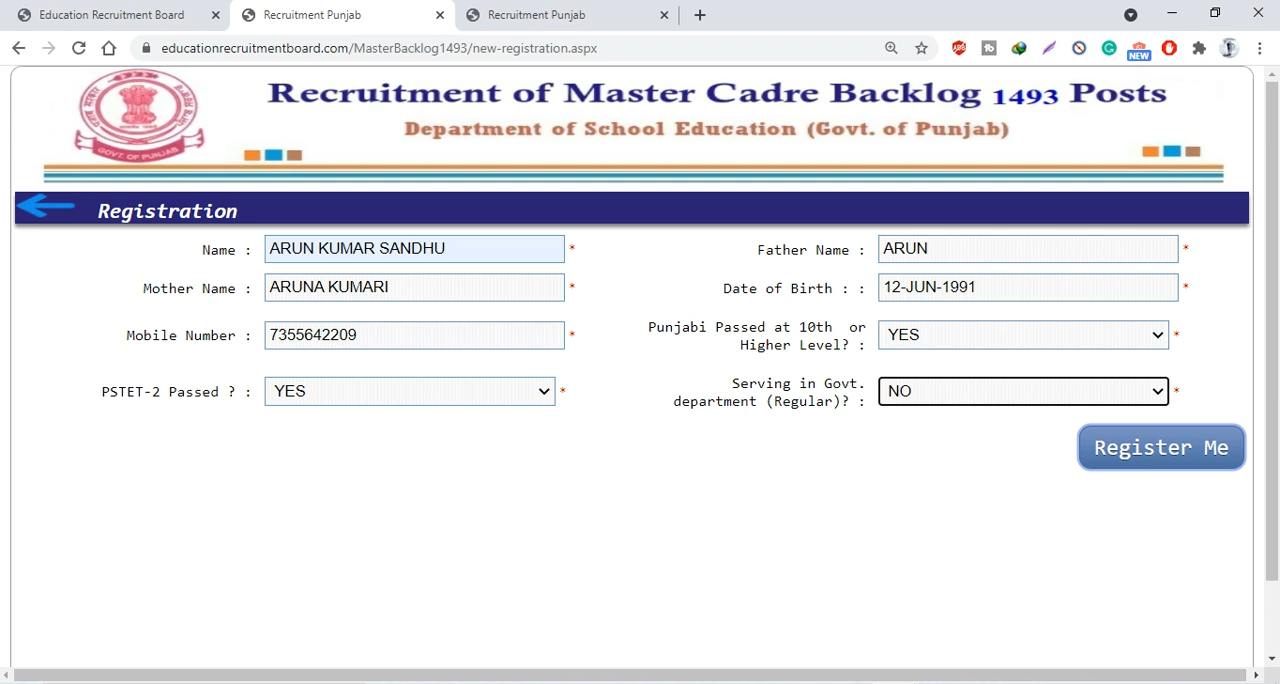 Education Recruitment Board
Recruitment Punjab
Recruitment Punjab
educationrecruitmentboard.com/MasterBacklog1493/new-registration.aspx
NEW
Recruitment of Master Cadre Backlog 1493 Posts
Department of School Education (Govt. of Punjab)
GOVT. OF PUNJAB
Registration
Name : ARUN KUMAR SANDHU *
Father Name : ARUN *
Mother Name : ARUNA KUMARI *
Date of Birth : : 12-JUN-1991 *
Mobile Number : 7355642209 *
Punjabi Passed at 10th or
Higher Level? : YES *
PSTET-2 Passed ? : YES *
Serving in Govt.
department (Regular)? : NO *
Register Me